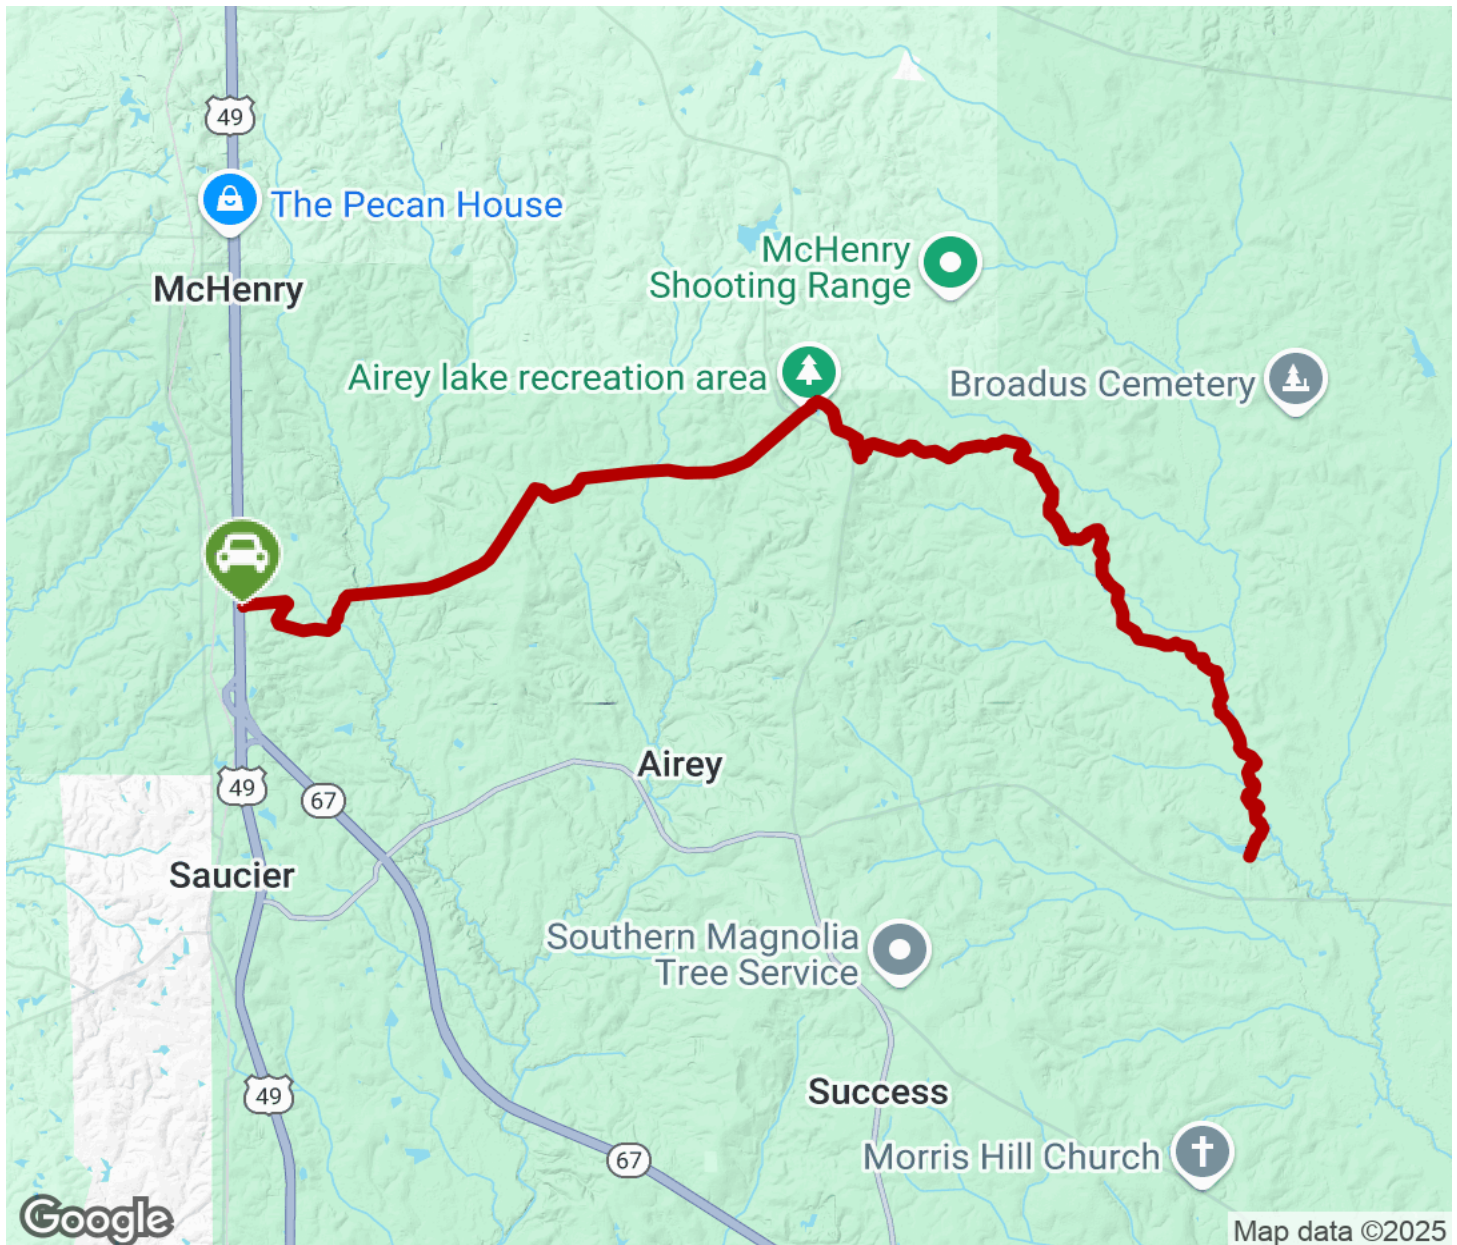 49
The Pecan House
McHenry
McHenry
Shooting Range
Airey lake recreation area
Broadus Cemetery
Airey
49
67
Saucier
Southern Magnolia
Tree Service
49
Success
67
Morris Hill Church
Google
Map data ©2025